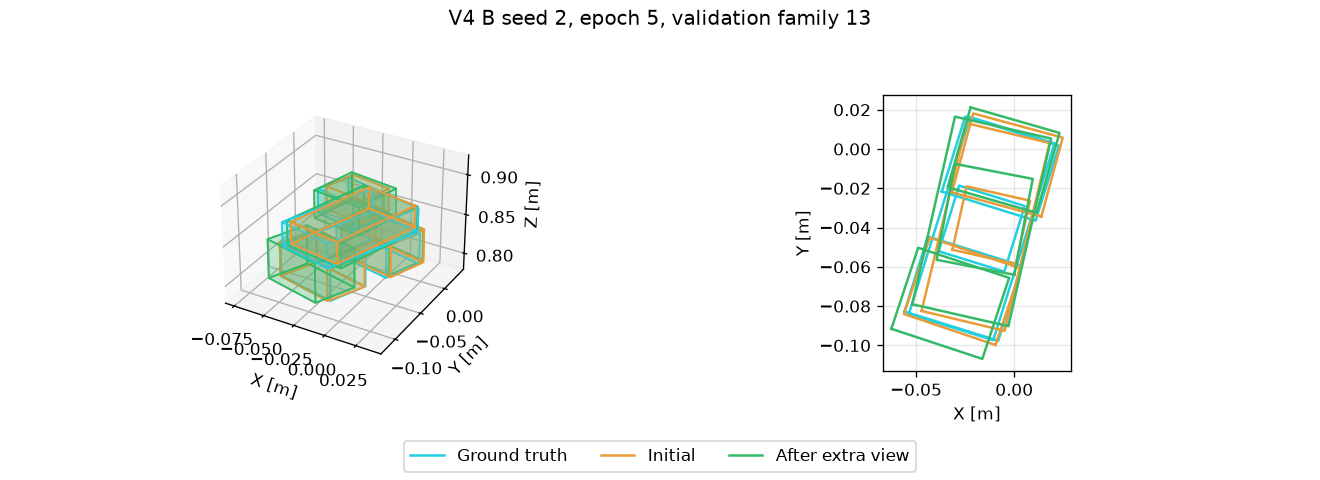 V4 B seed 2, epoch 5, validation family 13
0.90
0.85
0.80
Z [m]
0.00
−0.05
−0.10
Y [m]
−0.075
−0.050
−0.025
0.000
0.025
X [m]
0.02
0.00
−0.02
−0.04
−0.06
−0.08
−0.10
Y [m]
−0.05
0.00
X [m]
Ground truth
Initial
After extra view